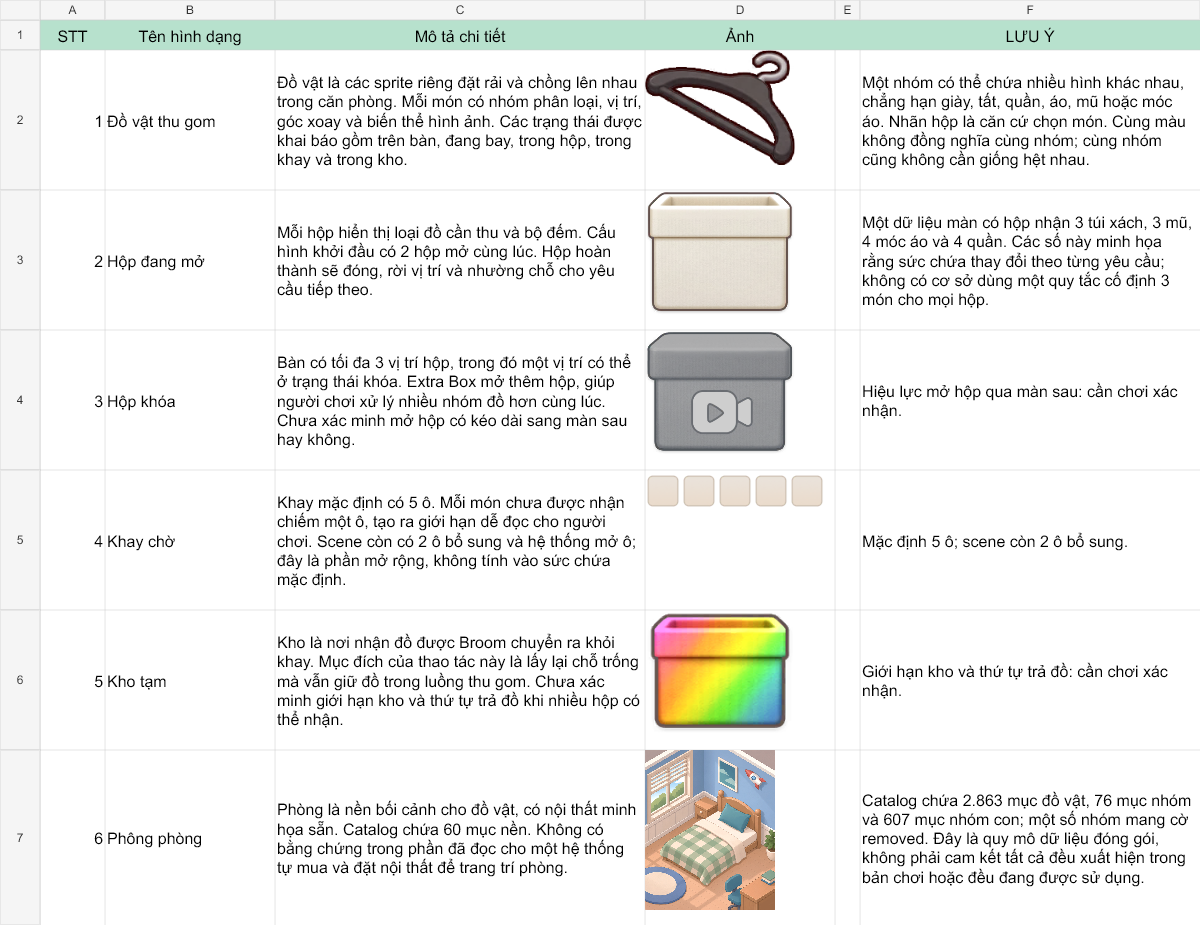 A B C D E F
1 STT Tên hình dạng Mô tả chi tiết Ảnh LƯU Ý
2
1 Đồ vật thu gom
Đồ vật là các sprite riêng đặt rải và chồng lên nhau
trong căn phòng. Mỗi món có nhóm phân loại, vị trí,
góc xoay và biến thể hình ảnh. Các trạng thái được
khai báo gồm trên bàn, đang bay, trong hộp, trong
khay và trong kho.
Một nhóm có thể chứa nhiều hình khác nhau,
chẳng hạn giày, tất, quần, áo, mũ hoặc móc
áo. Nhãn hộp là căn cứ chọn món. Cùng màu
không đồng nghĩa cùng nhóm; cùng nhóm
cũng không cần giống hệt nhau.
3
2 Hộp đang mở
Mỗi hộp hiển thị loại đồ cần thu và bộ đếm. Cấu
hình khởi đầu có 2 hộp mở cùng lúc. Hộp hoàn
thành sẽ đóng, rời vị trí và nhường chỗ cho yêu
cầu tiếp theo.
Một dữ liệu màn có hộp nhận 3 túi xách, 3 mũ,
4 móc áo và 4 quần. Các số này minh họa
rằng sức chứa thay đổi theo từng yêu cầu;
không có cơ sở dùng một quy tắc cố định 3
món cho mọi hộp.
4
3 Hộp khóa
Bàn có tối đa 3 vị trí hộp, trong đó một vị trí có thể
ở trạng thái khóa. Extra Box mở thêm hộp, giúp
người chơi xử lý nhiều nhóm đồ hơn cùng lúc.
Chưa xác minh mở hộp có kéo dài sang màn sau
hay không.
Hiệu lực mở hộp qua màn sau: cần chơi xác
nhận.
5
4 Khay chờ
Khay mặc định có 5 ô. Mỗi món chưa được nhận
chiếm một ô, tạo ra giới hạn dễ đọc cho người
chơi. Scene còn có 2 ô bổ sung và hệ thống mở ô;
đây là phần mở rộng, không tính vào sức chứa
mặc định.
Mặc định 5 ô; scene còn 2 ô bổ sung.
6
5 Kho tạm
Kho là nơi nhận đồ được Broom chuyển ra khỏi
khay. Mục đích của thao tác này là lấy lại chỗ trống
mà vẫn giữ đồ trong luồng thu gom. Chưa xác
minh giới hạn kho và thứ tự trả đồ khi nhiều hộp có
thể nhận.
Giới hạn kho và thứ tự trả đồ: cần chơi xác
nhận.
7
6 Phông phòng
Phòng là nền bối cảnh cho đồ vật, có nội thất minh
họa sẵn. Catalog chứa 60 mục nền. Không có
bằng chứng trong phần đã đọc cho một hệ thống
tự mua và đặt nội thất để trang trí phòng.
Catalog chứa 2.863 mục đồ vật, 76 mục nhóm
và 607 mục nhóm con; một số nhóm mang cờ
removed. Đây là quy mô dữ liệu đóng gói,
không phải cam kết tất cả đều xuất hiện trong
bản chơi hoặc đều đang được sử dụng.